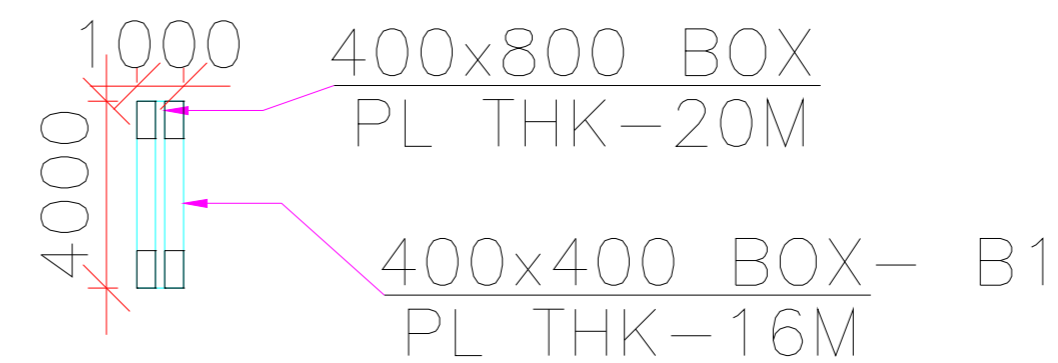 1000
400x800 BOX
PL THK-20M
4000
400x400 BOX- B1
PL THK-16M